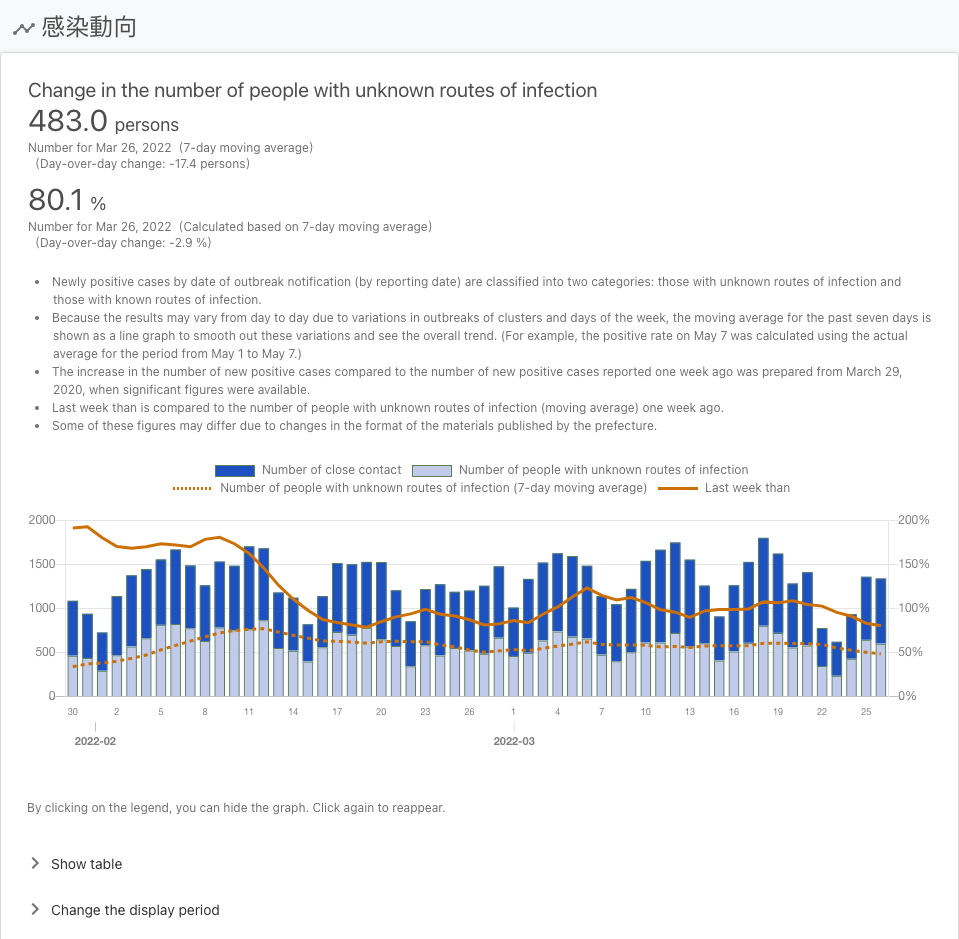 感染動向
Change in the number of people with unknown routes of infection
483.0 persons
Number for Mar 26, 2022 (7-day moving average)
(Day-over-day change: -17.4 persons)
80.1 %
Number for Mar 26, 2022 (Calculated based on 7-day moving average)
(Day-over-day change: -2.9 %)
• Newly positive cases by date of outbreak notification (by reporting date) are classified into two categories: those with unknown routes of infection and
those with known routes of infection.
• Because the results may vary from day to day due to variations in outbreaks of clusters and days of the week, the moving average for the past seven days is
shown as a line graph to smooth out these variations and see the overall trend. (For example, the positive rate on May 7 was calculated using the actual
average for the period from May 1 to May 7.)
• The increase in the number of new positive cases compared to the number of new positive cases reported one week ago was prepared from March 29,
2020, when significant figures were available.
• Last week than is compared to the number of people with unknown routes of infection (moving average) one week ago.
• Some of these figures may differ due to changes in the format of the materials published by the prefecture.
Number of close contact Number of people with unknown routes of infection
Number of people with unknown routes of infection (7-day moving average) Last week than
2000 200%
1500 150%
1000 100%
500 50%
0 0%
30 2 5 8 11 14 17 20 23 26 1 4 7 10 13 16 19 22 25
2022-02 2022-03
By clicking on the legend, you can hide the graph. Click again to reappear.
Show table
Change the display period